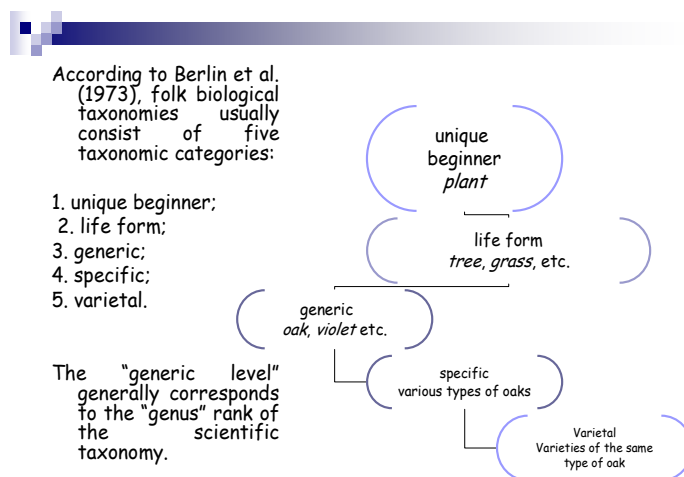 According to Berlin et al.
(1973), folk biological
taxonomies usually
consist of five
taxonomic categories:
1. unique beginner;
2. life form;
3. generic;
4. specific;
5. varietal.
The “generic level”
generally corresponds
to the “genus” rank of
the scientific
taxonomy.
unique
beginner
plant
life form
tree, grass, etc.
generic
oak, violet etc.
specific
various types of oaks
Varietal
Varieties of the same
type of oak